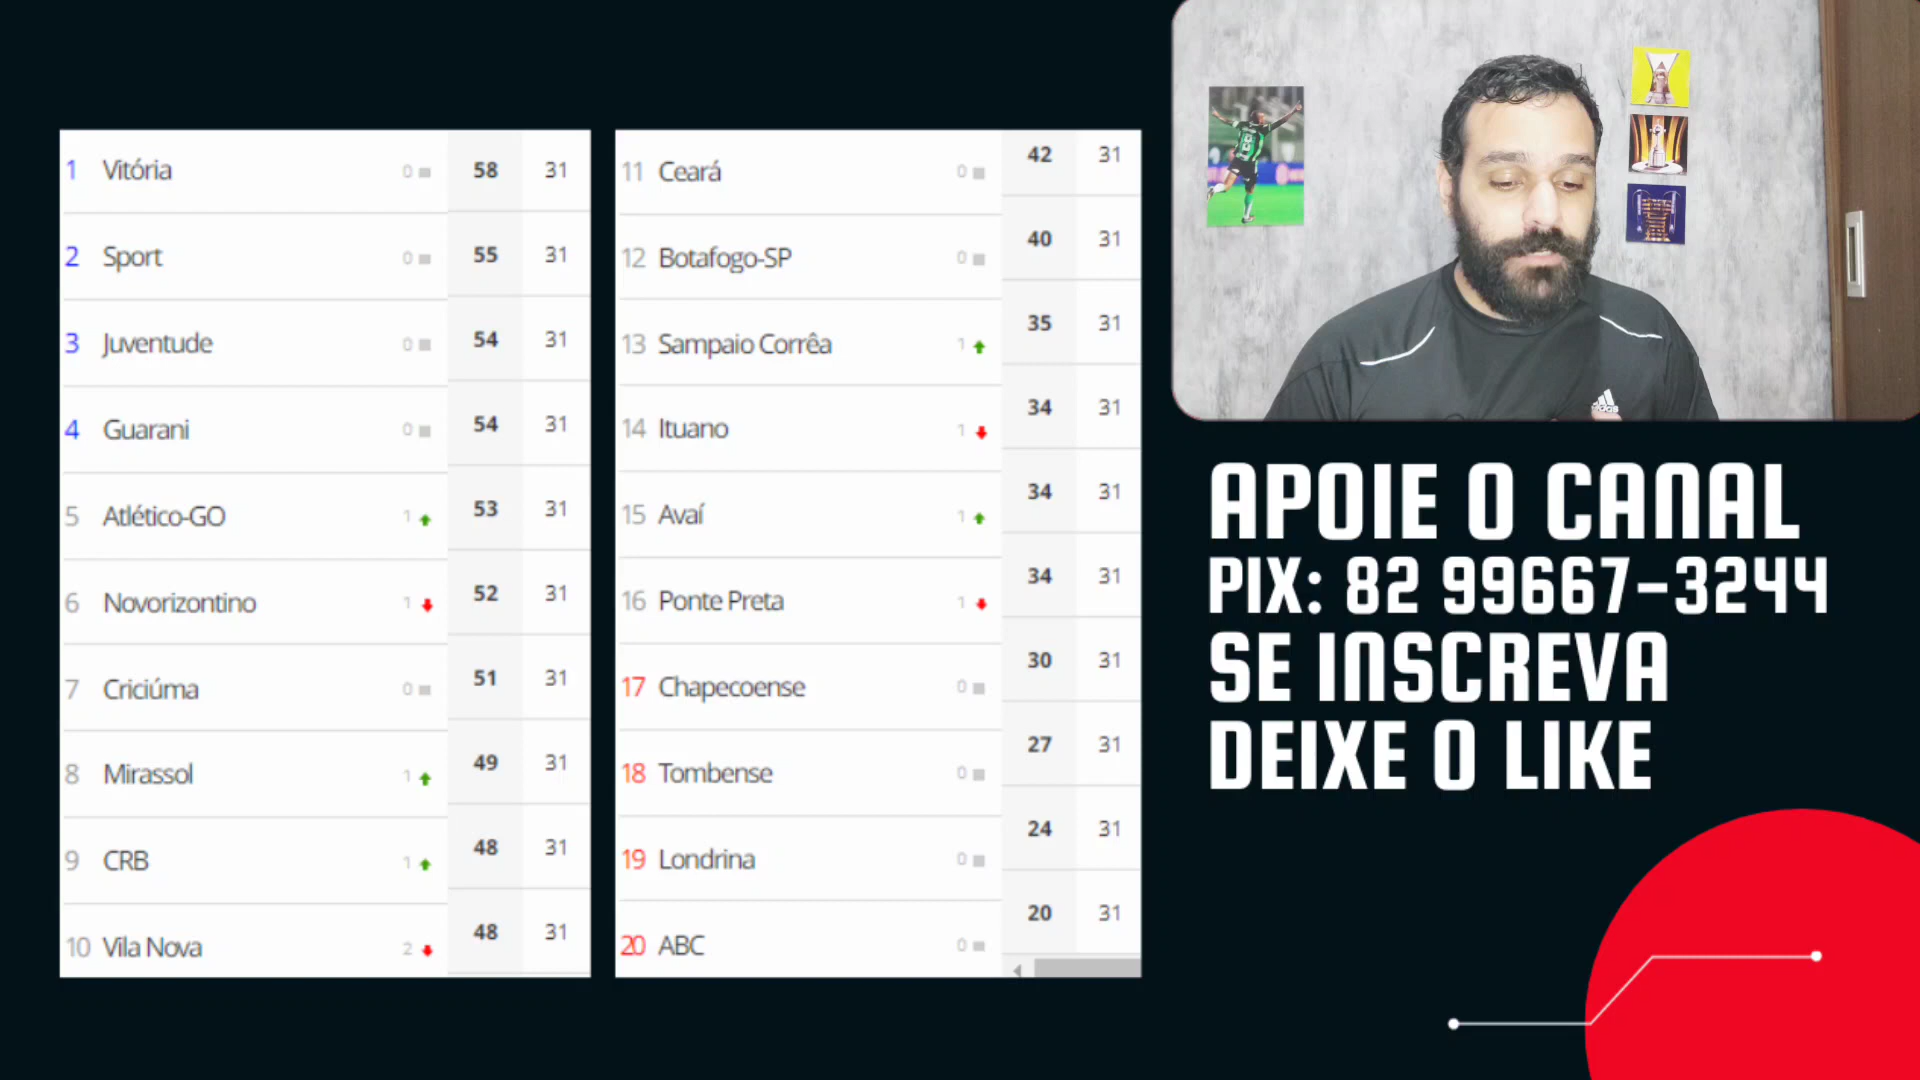 1 Vitória 0 58 31
2 Sport 0 55 31
3 Juventude 0 54 31
4 Guarani 0 54 31
5 Atlético-GO 1 53 31
6 Novorizontino 1 52 31
7 Criciúma 0 51 31
8 Mirassol 1 49 31
9 CRB 1 48 31
10 Vila Nova 2 48 31
11 Ceará 0 42 31
12 Botafogo-SP 0 40 31
13 Sampaio Corrêa 1 35 31
14 Ituano 1 34 31
15 Avaí 1 34 31
16 Ponte Preta 1 34 31
17 Chapecoense 0 30 31
18 Tombense 0 27 31
19 Londrina 0 24 31
20 ABC 0 20 31
adidas
APOIE O CANAL
PIX: 82 99667-3244
SE INSCREVA
DEIXE O LIKE